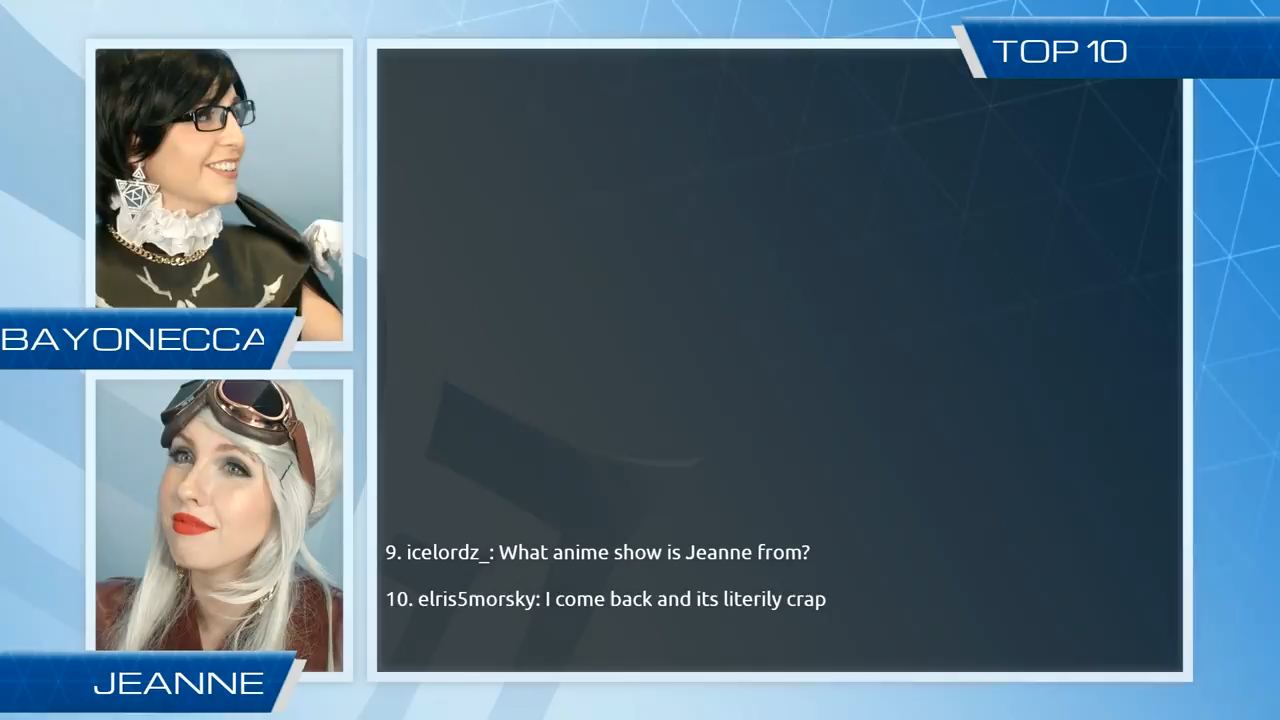 TOP 10
BAYONECCA
JEANNE
9. icelordz_: What anime show is Jeanne from?
10. elris5morsky: I come back and its literily crap